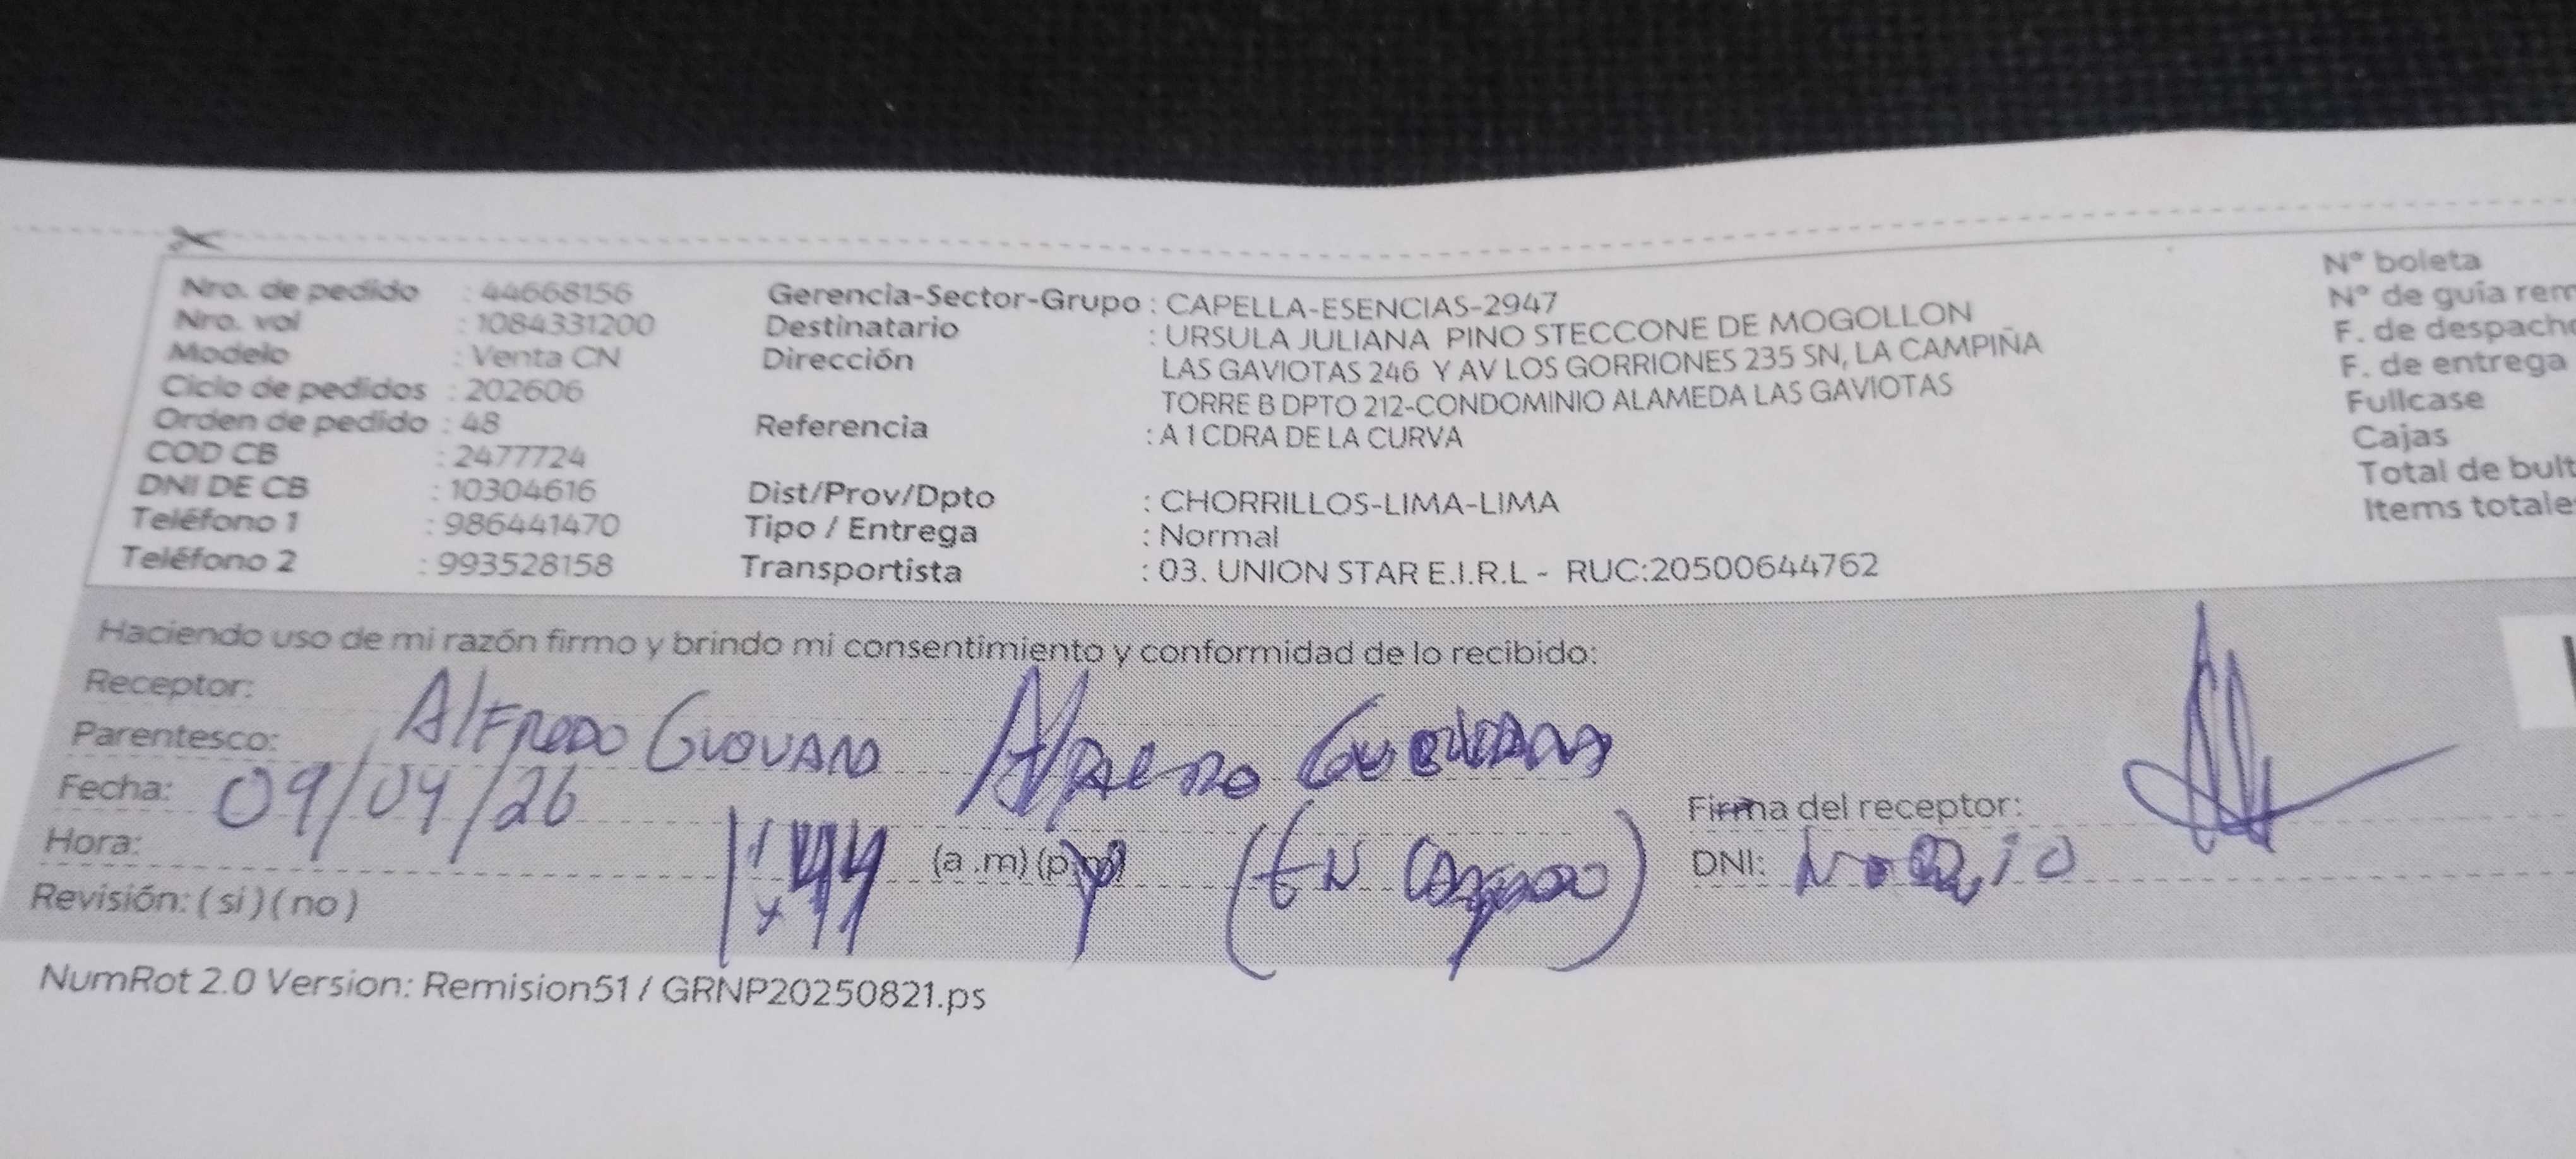 Nro. de pedido : 44668156
Nro. vol : 1084331200
Modelo : Venta CN
Ciclo de pedidos : 202606
Orden de pedido : 48
COD CB : 2477724
DNI DE CB : 10304616
Teléfono 1 : 986441470
Teléfono 2 : 993528158
Gerencia-Sector-Grupo : CAPELLA-ESENCIAS-2947
Destinatario : URSULA JULIANA PINO STECCONE DE MOGOLLON
Dirección LAS GAVIOTAS 246 Y AV LOS GORRIONES 235 SN, LA CAMPIÑA
TORRE B DPTO 212-CONDOMINIO ALAMEDA LAS GAVIOTAS
Referencia : A 1 CDRA DE LA CURVA
Dist/Prov/Dpto : CHORRILLOS-LIMA-LIMA
Tipo / Entrega : Normal
Transportista : 03. UNION STAR E.I.R.L - RUC:20500644762
N° boleta
N° de guía rem
F. de despacho
F. de entrega
Fullcase
Cajas
Total de bult
Items totale
Haciendo uso de mi razón firmo y brindo mi consentimiento y conformidad de lo recibido:
Receptor:
Parentesco: Alfredo
Fecha: 09/04/26
Hora: (a.m) (p.m)
Revisión: ( si ) ( no )
Firma del receptor:
DNI:
NumRot 2.0 Version: Remision51 / GRNP20250821.ps